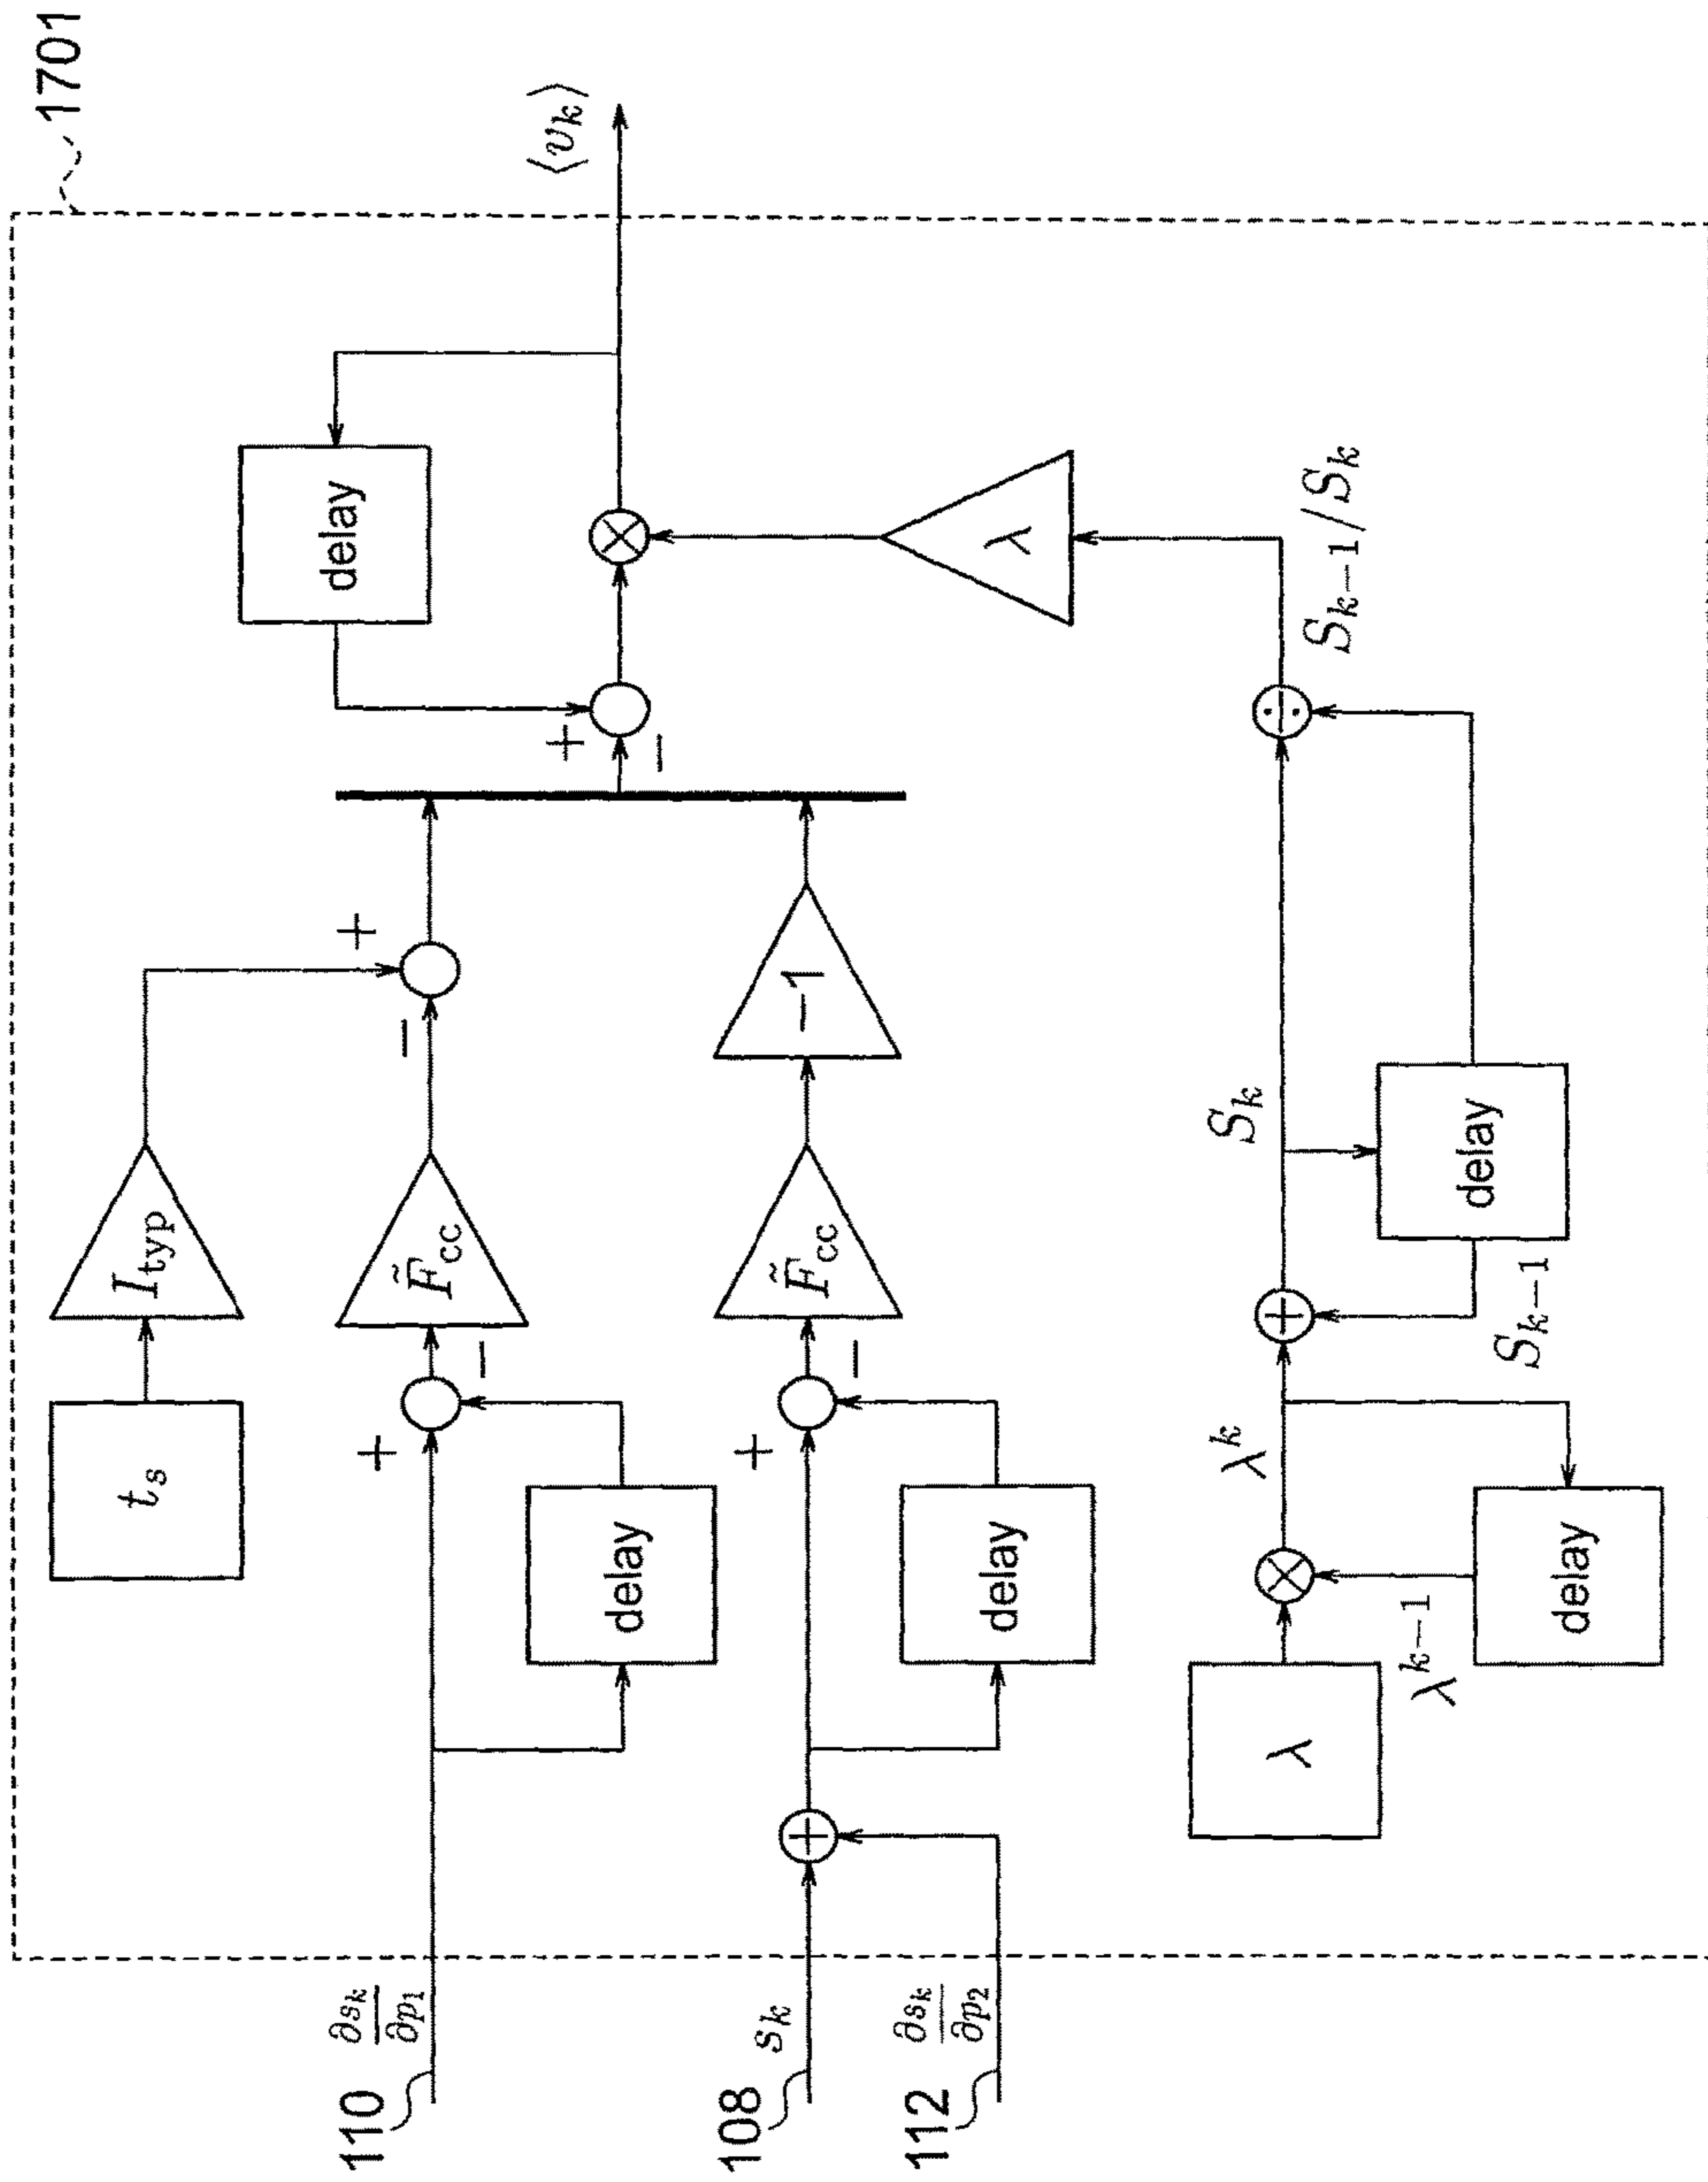 1701
⟨v_k⟩
delay
+
−
λ
S_{k−1}/S_k
+
−
−1
I_typ
F̃_cc
F̃_cc
S_k
delay
S_{k−1}
t_s
+
−
delay
+
−
delay
λ^k
λ^{k−1}
delay
λ
∂s_k/∂p_1
110
s_k
108
∂s_k/∂p_2
112